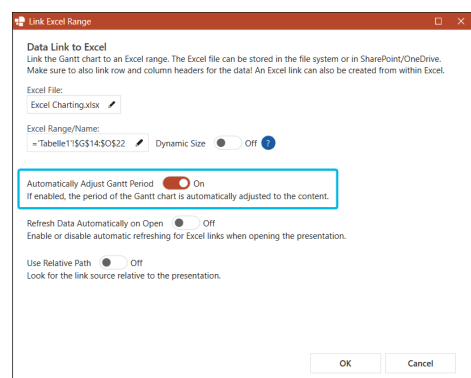 Link Excel Range
Data Link to Excel
Link the Gantt chart to an Excel range. The Excel file can be stored in the file system or in SharePoint/OneDrive.
Make sure to also link row and column headers for the data! An Excel link can also be created from within Excel.
Excel File:
Excel Charting.xlsx
Excel Range/Name:
='Tabelle1'!$G$14:$O$22 Dynamic Size Off ?
Automatically Adjust Gantt Period On
If enabled, the period of the Gantt chart is automatically adjusted to the content.
Refresh Data Automatically on Open Off
Enable or disable automatic refreshing for Excel links when opening the presentation.
Use Relative Path Off
Look for the link source relative to the presentation.
OK Cancel